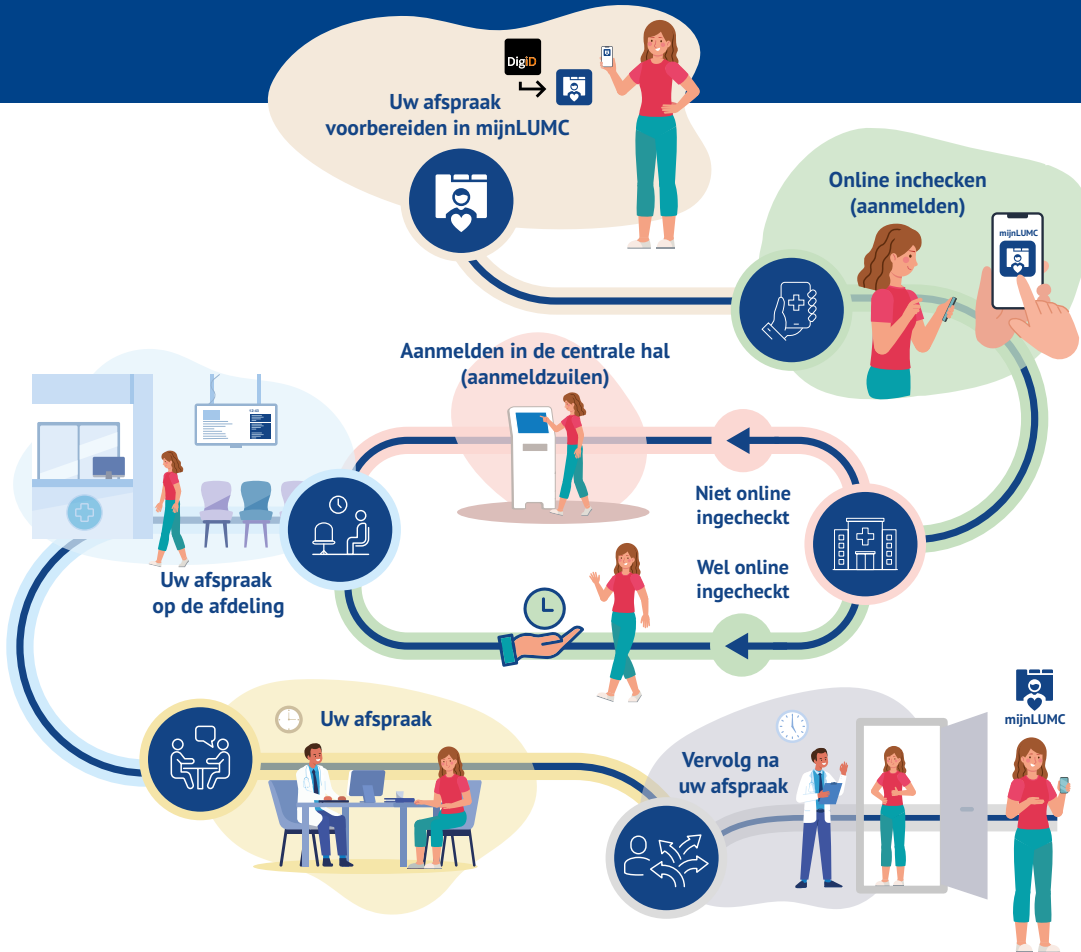 DigiD
Uw afspraak
voorbereiden in mijnLUMC
Online inchecken
(aanmelden)
mijnLUMC
Aanmelden in de centrale hal
(aanmeldzuilen)
Niet online
ingecheckt
Wel online
ingecheckt
Uw afspraak
op de afdeling
Uw afspraak
Vervolg na
uw afspraak
mijnLUMC